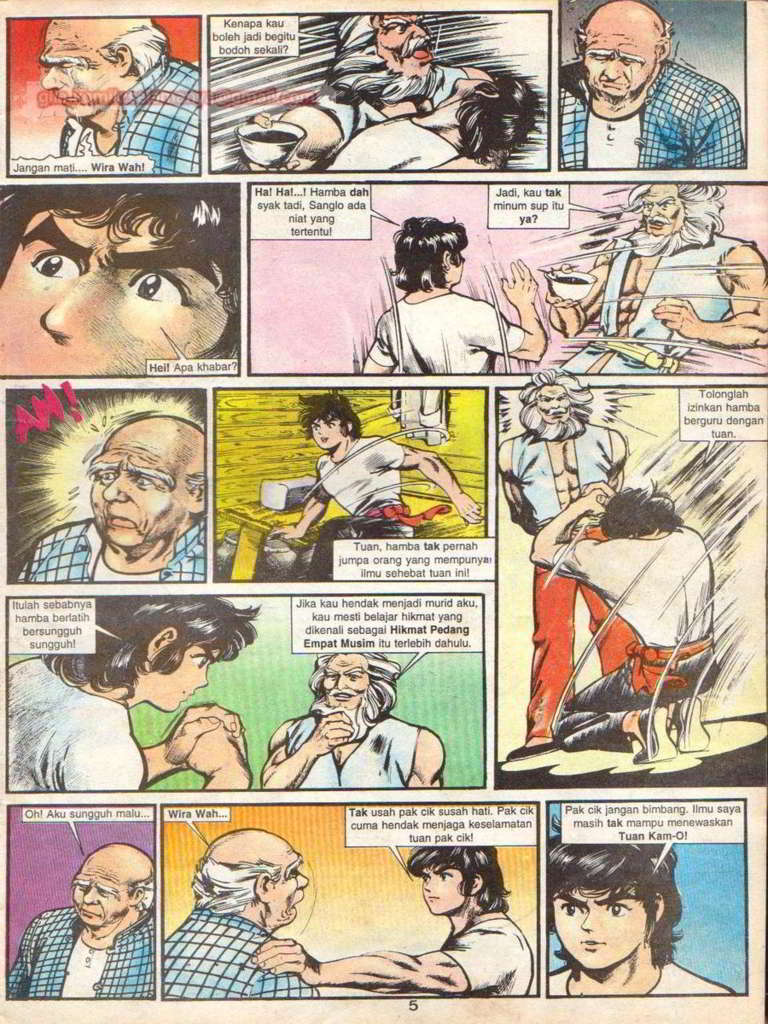 Jangan mati.... Wira Wah!
Kenapa kau
boleh jadi begitu
bodoh sekali?
Hei! Apa khabar?
Ha! Ha!...! Hamba dah
syak tadi, Sanglo ada
niat yang
tertentu!
Jadi, kau tak
minum sup itu
ya?
AH!
Tuan, hamba tak pernah
jumpa orang yang mempunyai
ilmu sehebat tuan ini!
Tolonglah
izinkan hamba
berguru dengan
tuan.
Itulah sebabnya
hamba berlatih
bersungguh
sungguh!
Jika kau hendak menjadi murid aku,
kau mesti belajar hikmat yang
dikenali sebagai Hikmat Pedang
Empat Musim itu terlebih dahulu.
Oh! Aku sungguh malu...
Wira Wah...
Tak usah pak cik susah hati. Pak cik
cuma hendak menjaga keselamatan
tuan pak cik!
Pak cik jangan bimbang. Ilmu saya
masih tak mampu menewaskan
Tuan Kam-O!
5